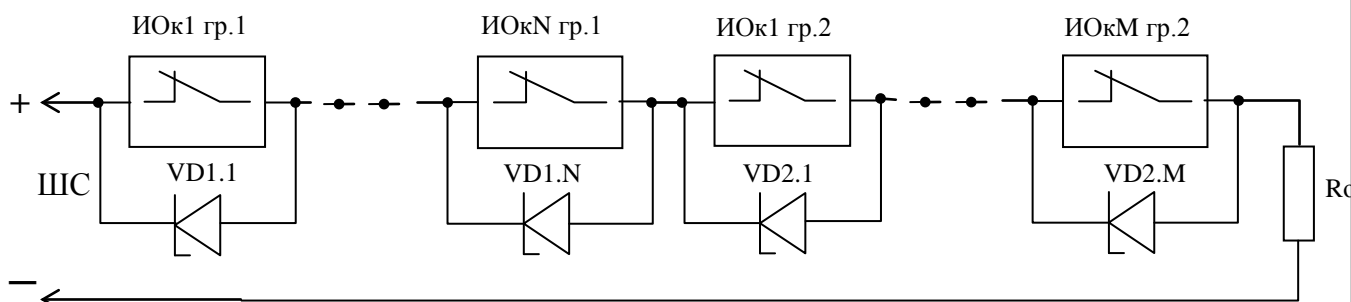 ИОк1 гр.1
ИОкN гр.1
ИОк1 гр.2
ИОкM гр.2
+
ШС
VD1.1
VD1.N
VD2.1
VD2.M
Rо
−